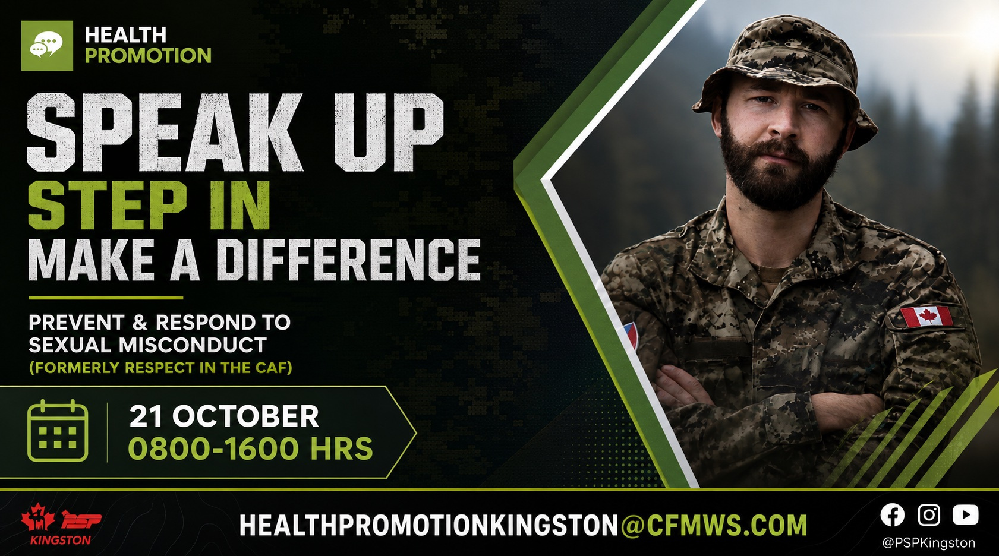 HEALTH
PROMOTION
SPEAK UP
STEP IN
MAKE A DIFFERENCE
PREVENT & RESPOND TO
SEXUAL MISCONDUCT
(FORMERLY RESPECT IN THE CAF)
21 OCTOBER
0800-1600 HRS
PSP
KINGSTON
HEALTHPROMOTIONKINGSTON@CFMWS.COM
@PSPKingston